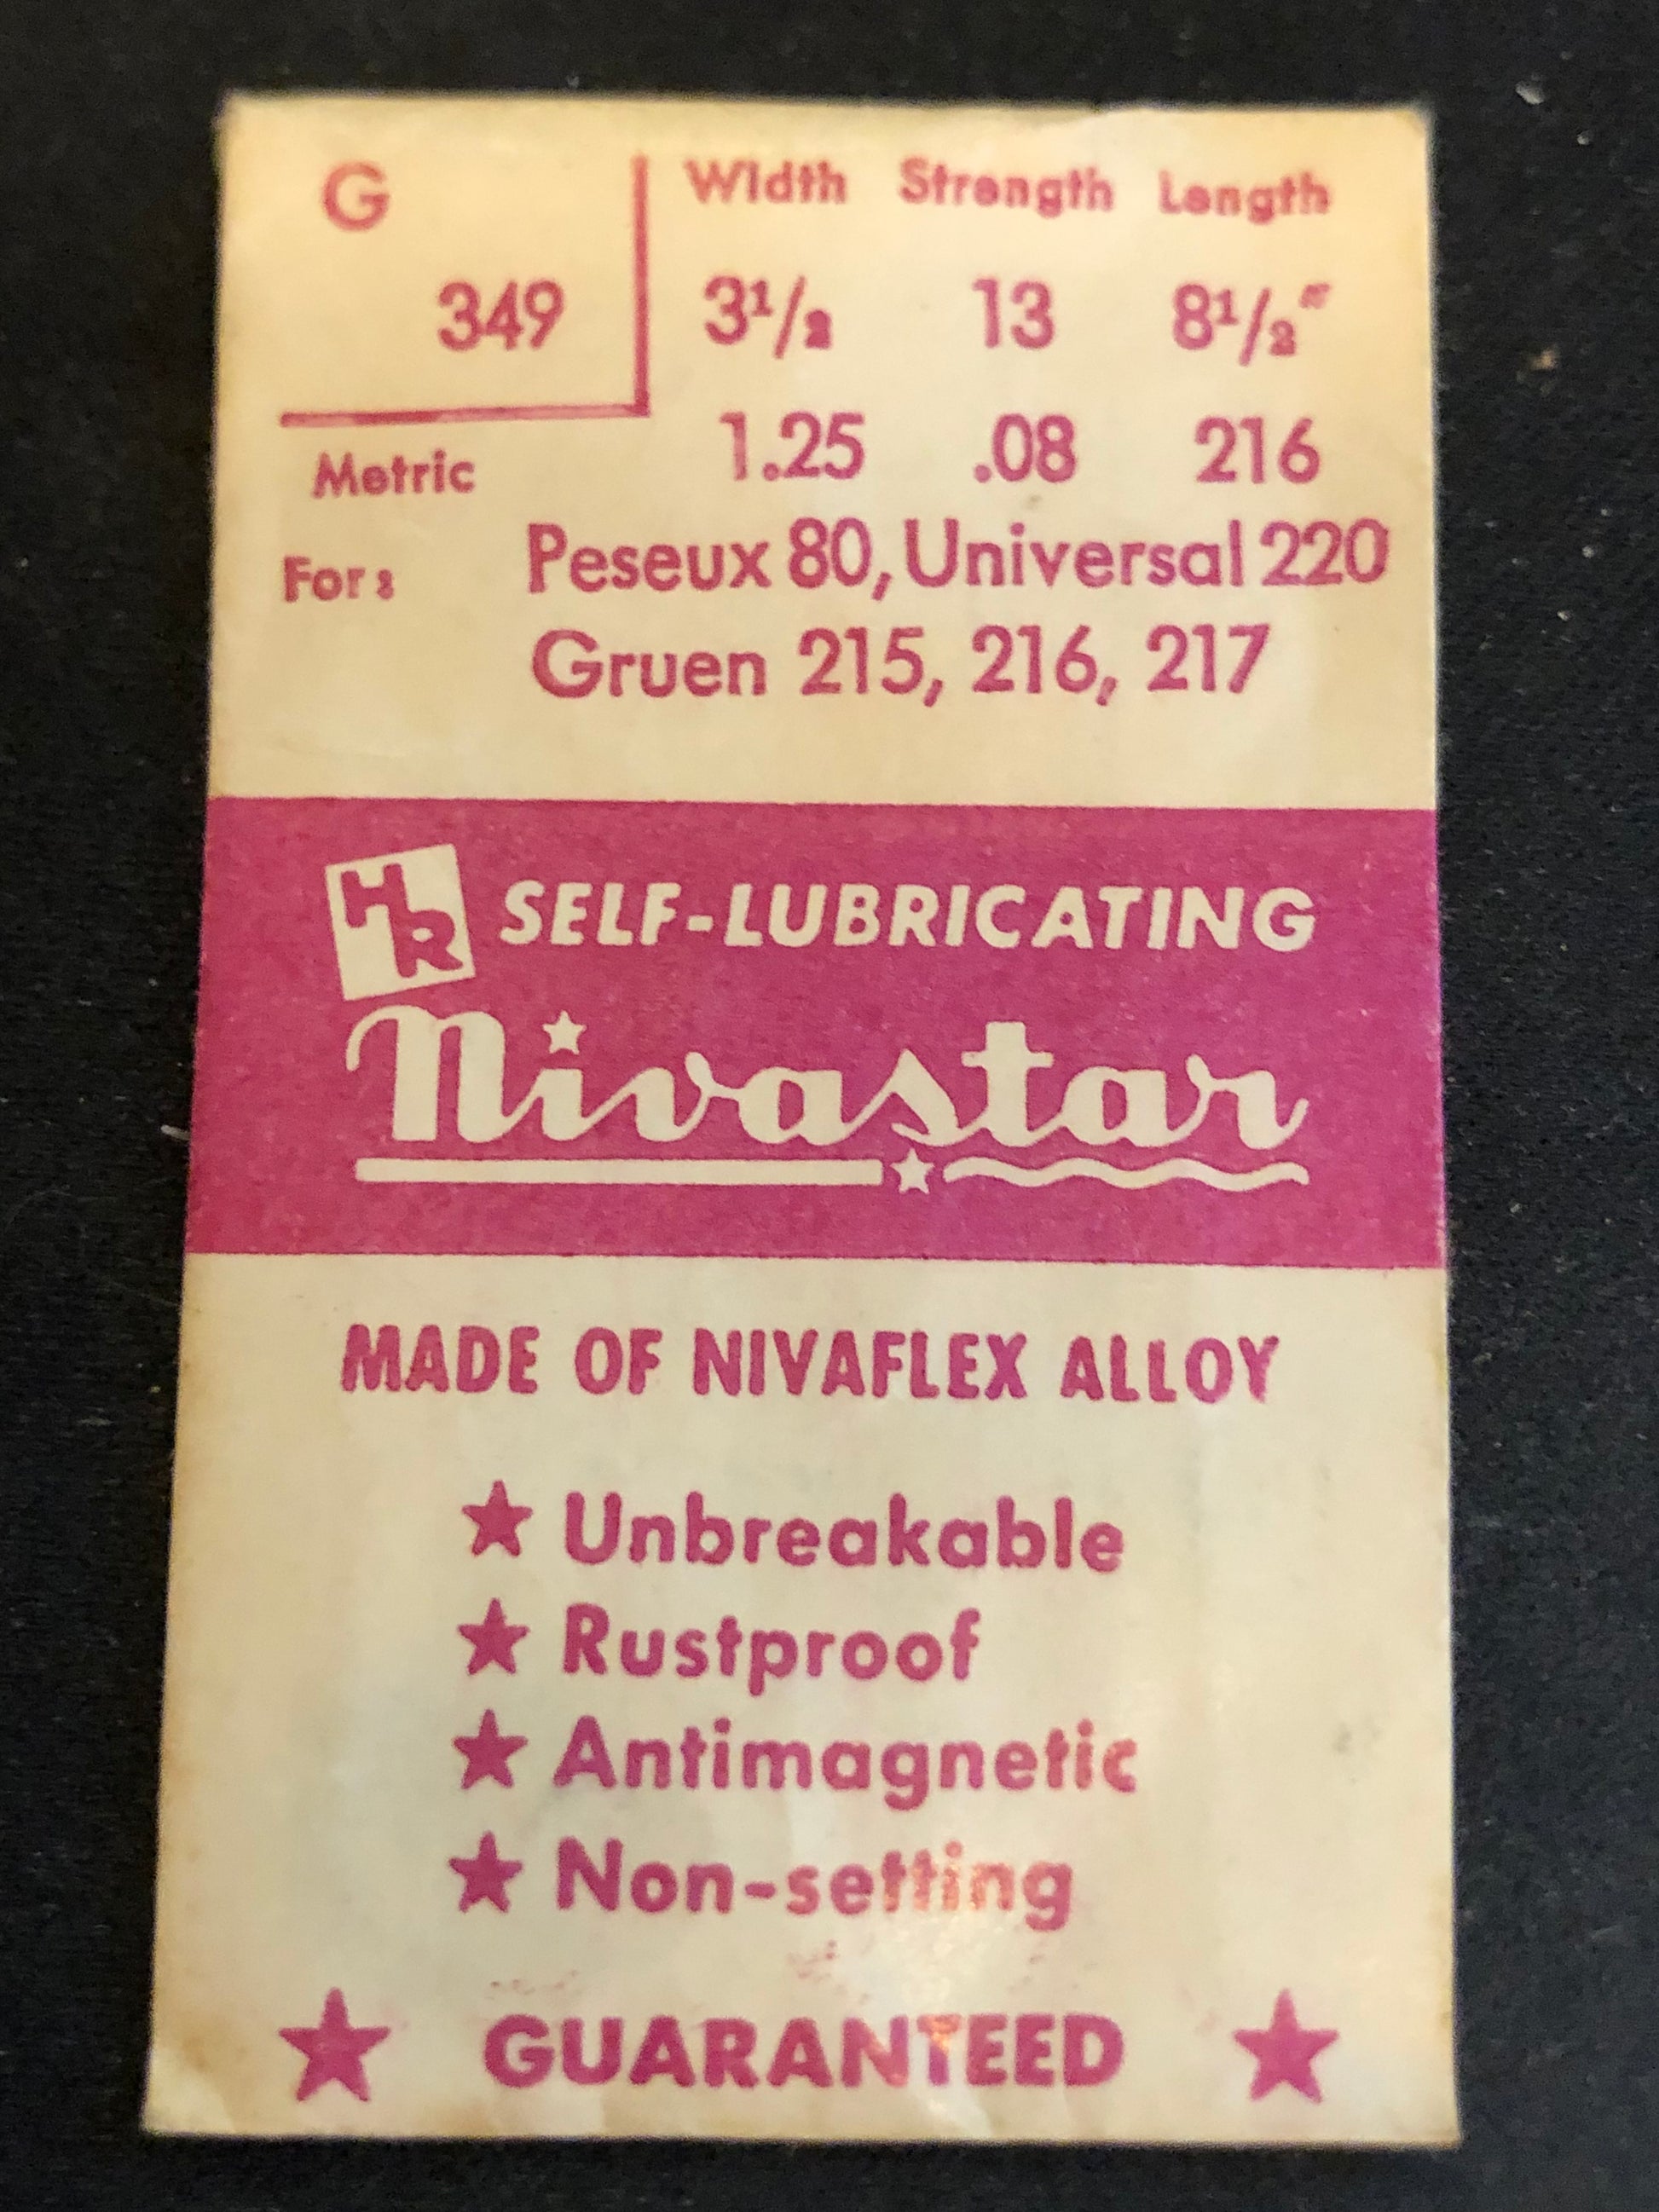 G Width Strength Length
349 3¹/₂ 13 8¹/₂"
Metric 1.25 .08 216
For: Peseux 80, Universal 220
Gruen 215, 216, 217
HR SELF-LUBRICATING
Nivastar
MADE OF NIVAFLEX ALLOY
★ Unbreakable
★ Rustproof
★ Antimagnetic
★ Non-setting
★ GUARANTEED ★